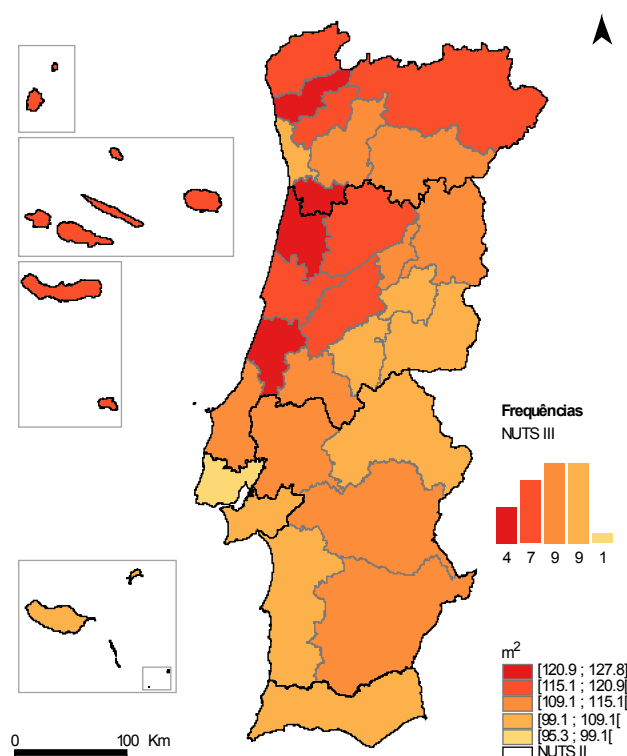 Frequências
NUTS III
4 7 9 9 1
m²
[120.9 ; 127.8]
[115.1 ; 120.9[
[109.1 ; 115.1[
[99.1 ; 109.1[
[95.3 ; 99.1[
NUTS II
0 100 Km